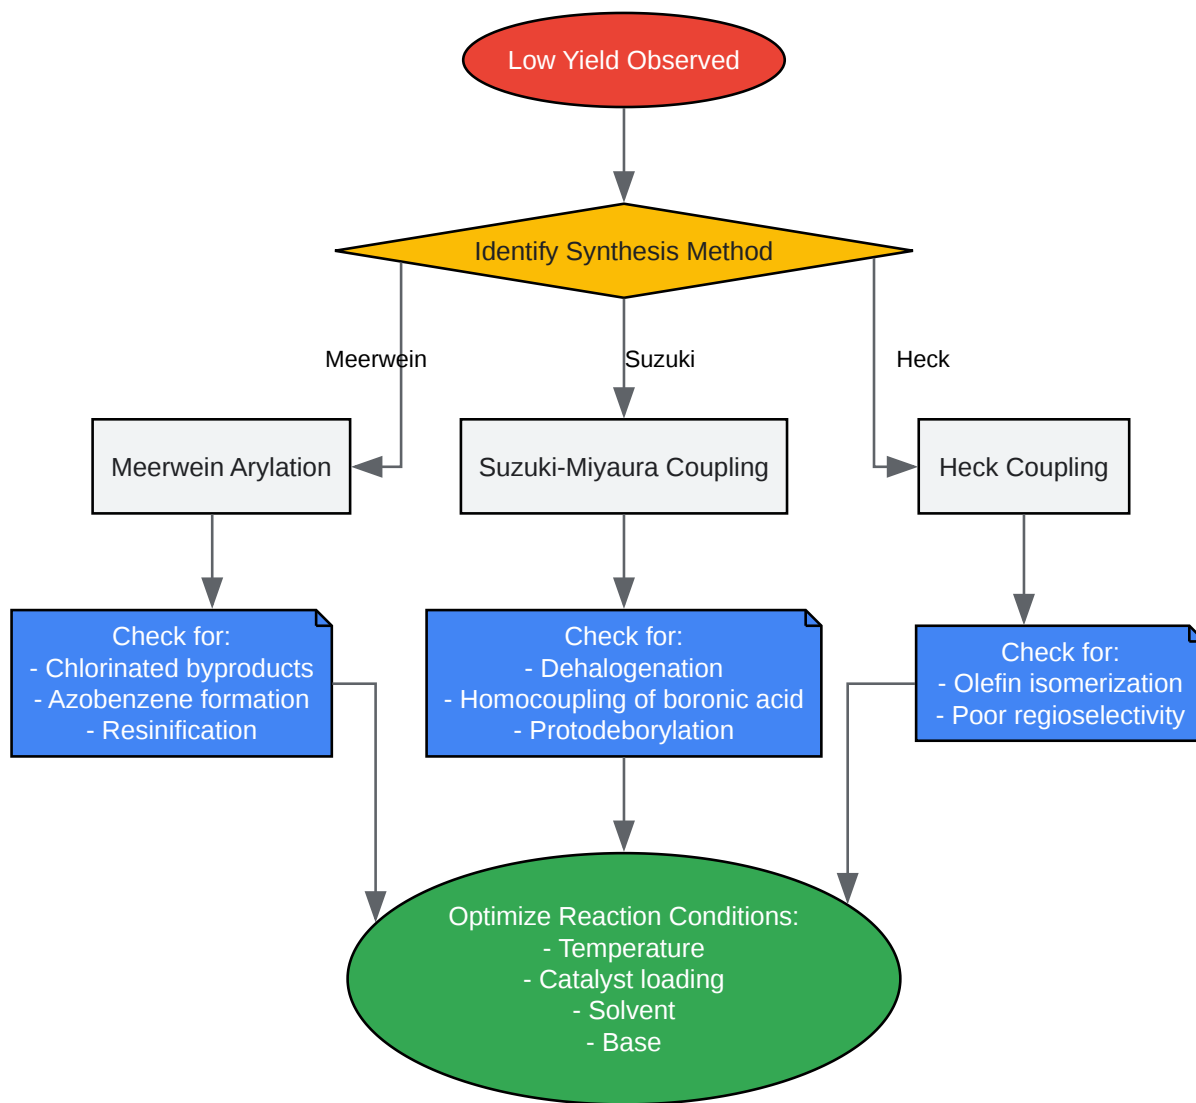 Low Yield Observed
Identify Synthesis Method
Meerwein
Suzuki
Heck
Meerwein Arylation
Suzuki-Miyaura Coupling
Heck Coupling
Check for:
- Chlorinated byproducts
- Azobenzene formation
- Resinification
Check for:
- Dehalogenation
- Homocoupling of boronic acid
- Protodeborylation
Check for:
- Olefin isomerization
- Poor regioselectivity
Optimize Reaction Conditions:
- Temperature
- Catalyst loading
- Solvent
- Base